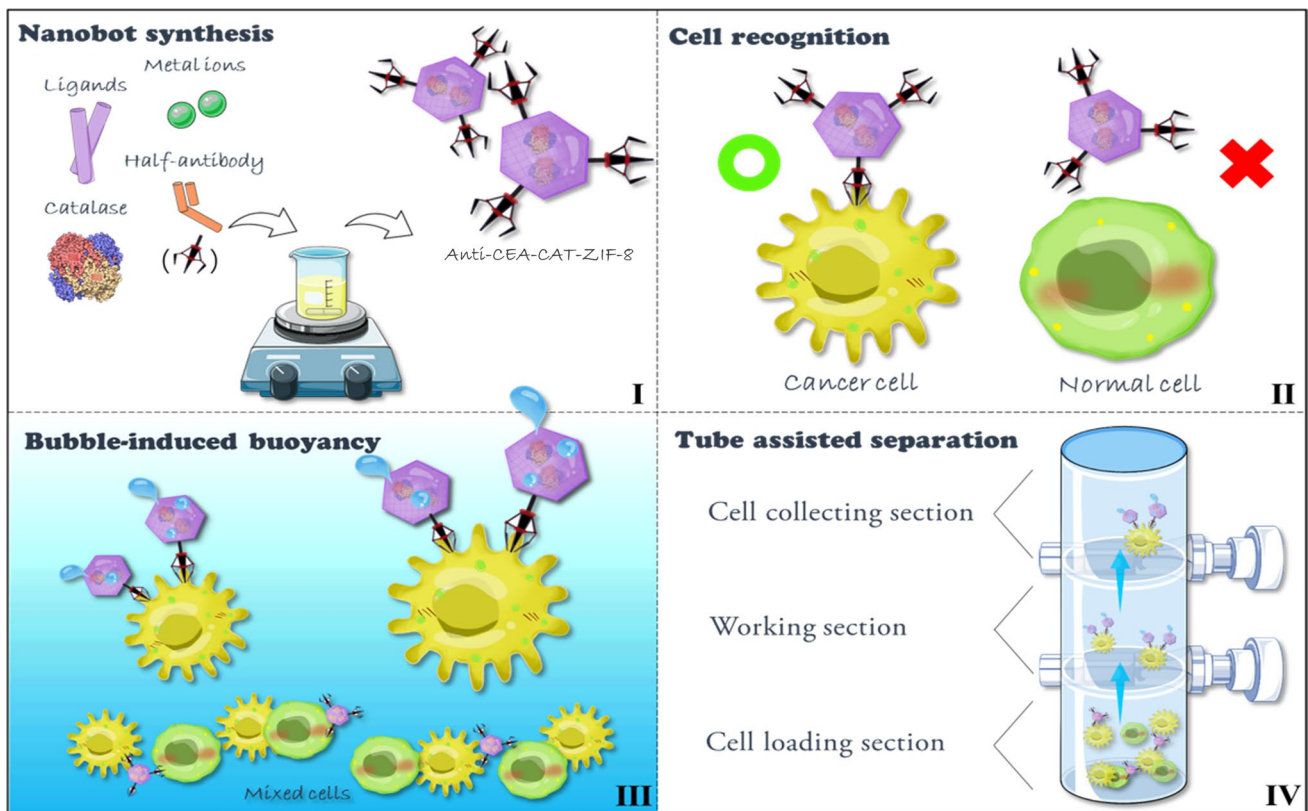 Nanobot synthesis
Metal ions
Ligands
Half-antibody
Catalase
( )
Anti-CEA-CAT-ZIF-8
I
Cell recognition
Cancer cell
Normal cell
II
Bubble-induced buoyancy
Mixed cells
III
Tube assisted separation
Cell collecting section
Working section
Cell loading section
IV